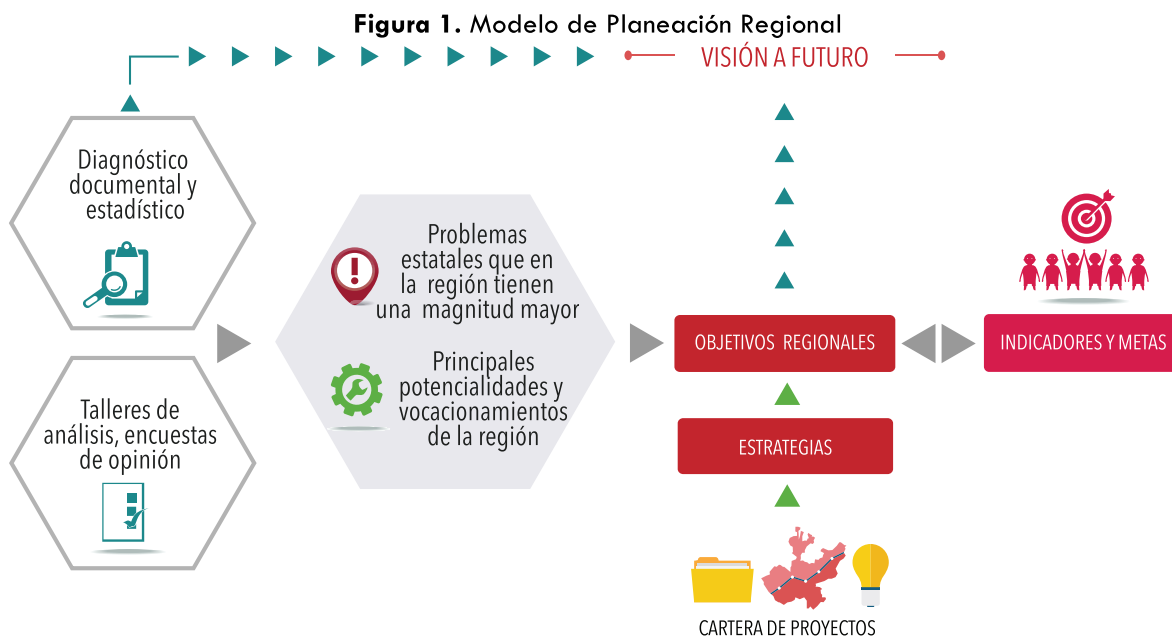 Figura 1. Modelo de Planeación Regional
VISIÓN A FUTURO
Diagnóstico
documental y
estadístico
Talleres de
análisis, encuestas
de opinión
Problemas
estatales que en
la región tienen
una magnitud mayor
Principales
potencialidades y
vocacionamientos
de la región
OBJETIVOS REGIONALES
INDICADORES Y METAS
ESTRATEGIAS
CARTERA DE PROYECTOS